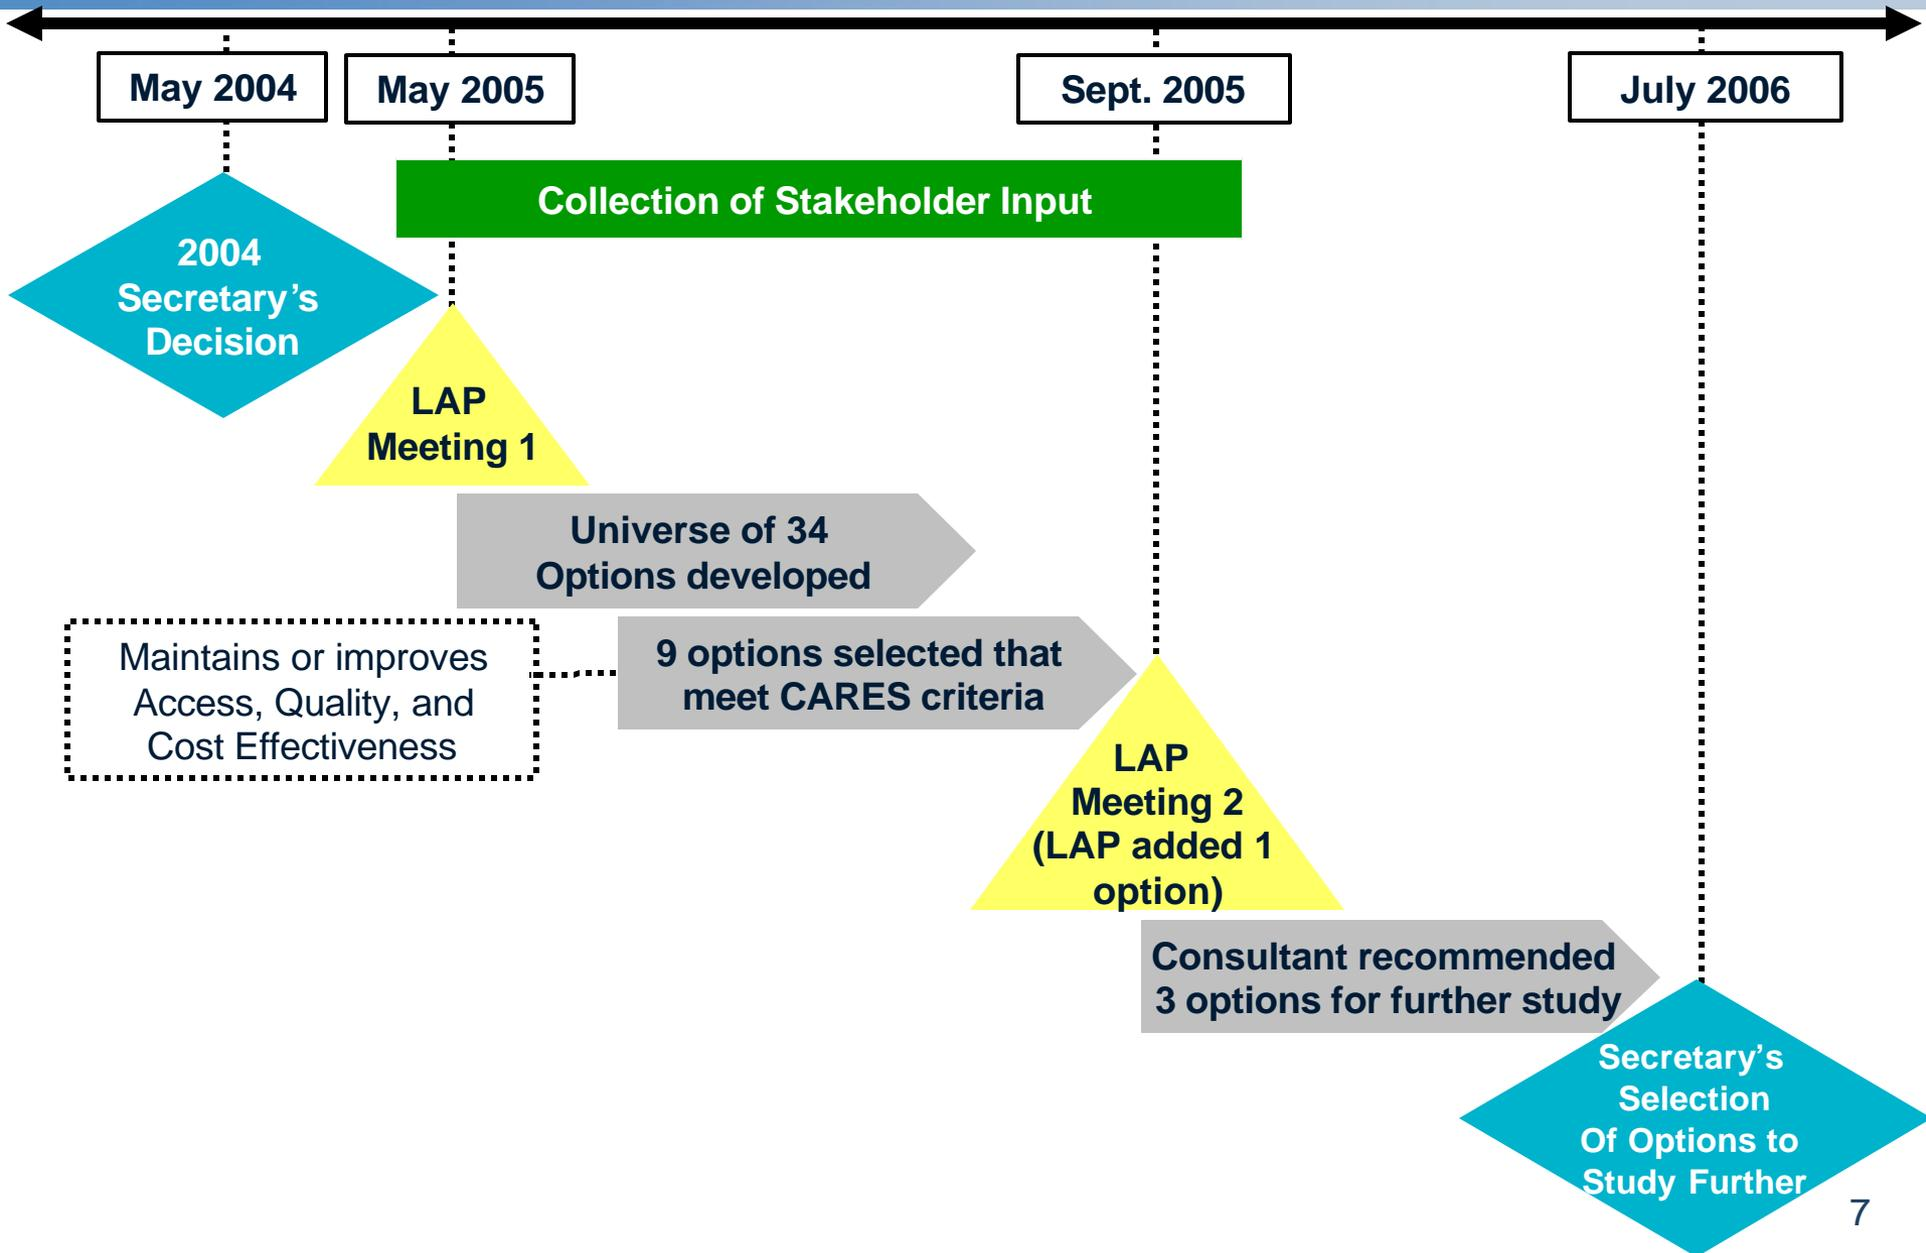 May 2004
May 2005
Sept. 2005
July 2006
Collection of Stakeholder Input
2004
Secretary’s
Decision
LAP
Meeting 1
Universe of 34
Options developed
Maintains or improves
Access, Quality, and
Cost Effectiveness
9 options selected that
meet CARES criteria
LAP
Meeting 2
(LAP added 1
option)
Consultant recommended
3 options for further study
Secretary’s
Selection
Of Options to
Study Further
7